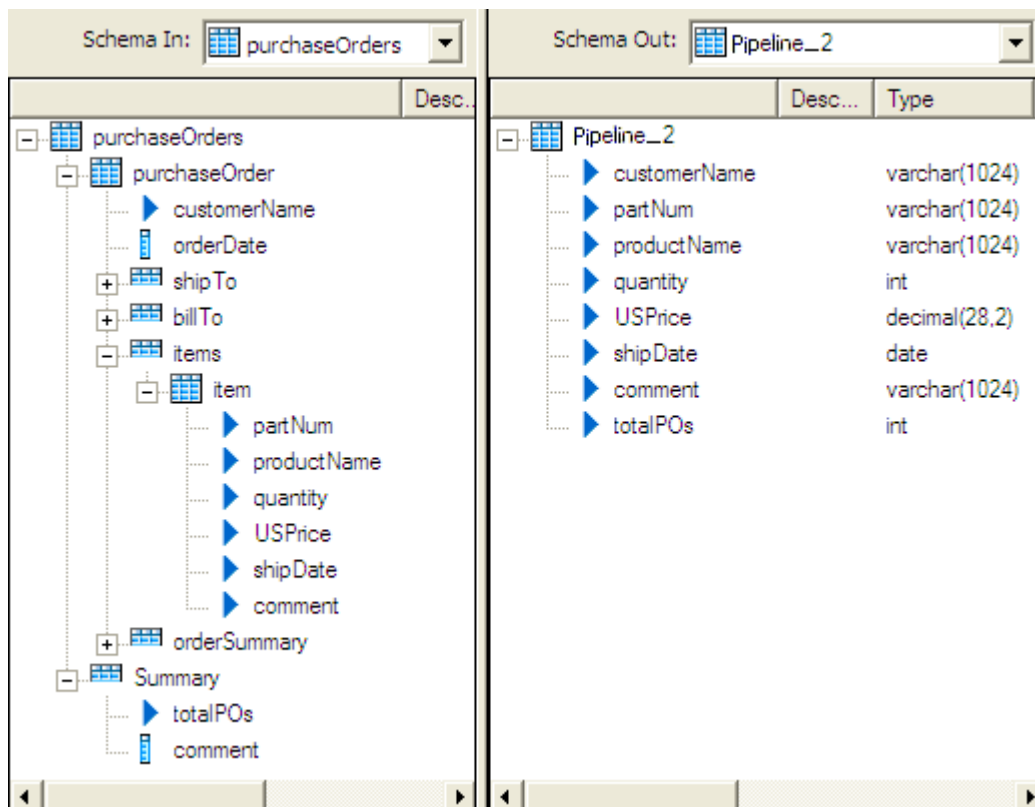 Schema In: purchaseOrders
Desc..
purchaseOrders
purchaseOrder
customerName
orderDate
shipTo
billTo
items
item
partNum
productName
quantity
USPrice
shipDate
comment
orderSummary
Summary
totalPOs
comment
Schema Out: Pipeline_2
Desc... Type
Pipeline_2
customerName varchar(1024)
partNum varchar(1024)
productName varchar(1024)
quantity int
USPrice decimal(28,2)
shipDate date
comment varchar(1024)
totalPOs int